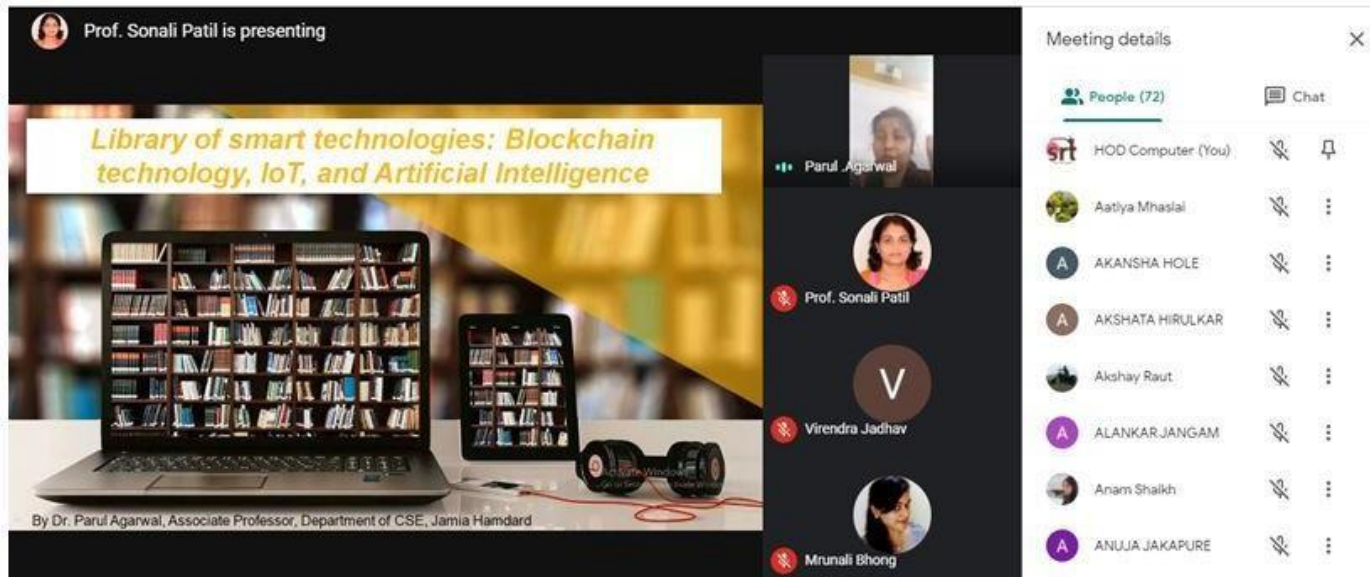 Prof. Sonali Patil is presenting
Library of smart technologies: Blockchain
technology, IoT, and Artificial Intelligence
By Dr. Parul Agarwal, Associate Professor, Department of CSE, Jamia Hamdard
Parul .Agarwal
Prof. Sonali Patil
V
Virendra Jadhav
Mrunali Bhong
Meeting details
People (72)
Chat
srt
HOD Computer (You)
Aatiya Mhaslai
A
AKANSHA HOLE
A
AKSHATA HIRULKAR
Akshay Raut
A
ALANKAR JANGAM
Anam Shaikh
A
ANUJA JAKAPURE